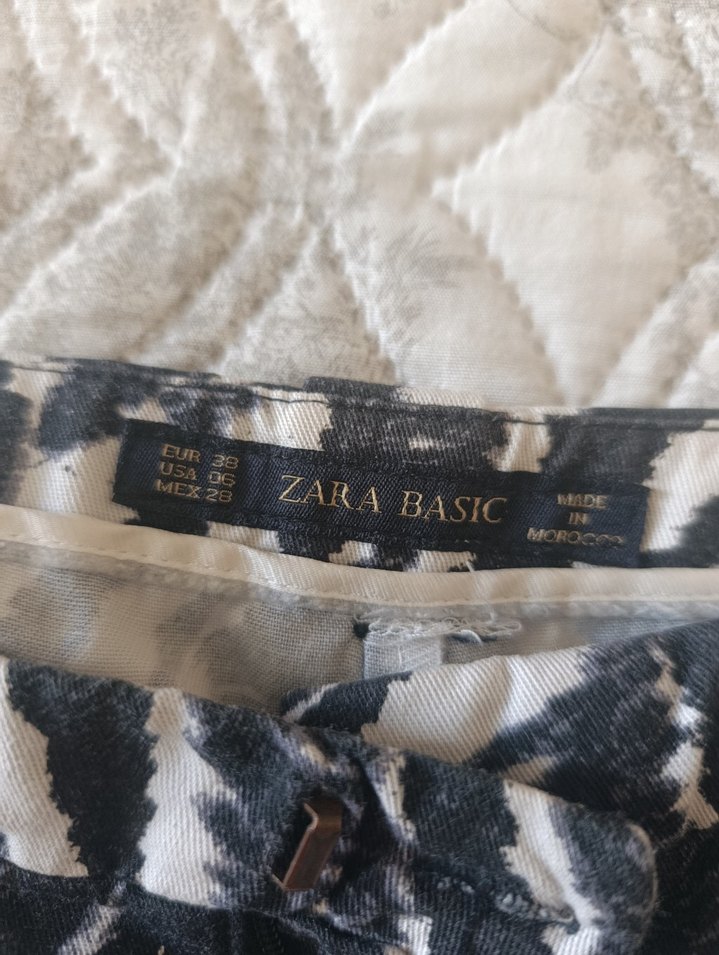 EUR 38
USA 06
MEX 28
ZARA BASIC
MADE
IN
MOROCCO